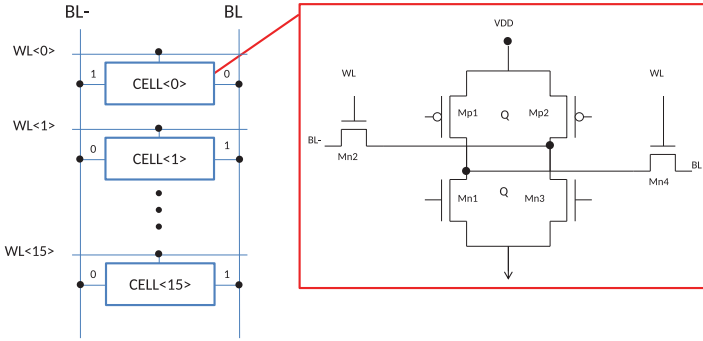 BL-
BL
WL<0>
1
CELL<0>
0
WL<1>
0
CELL<1>
1
WL<15>
0
CELL<15>
1
VDD
WL
WL
Mp1
Q
Mp2
BL-
Mn2
BL
Mn4
Mn1
Q
Mn3